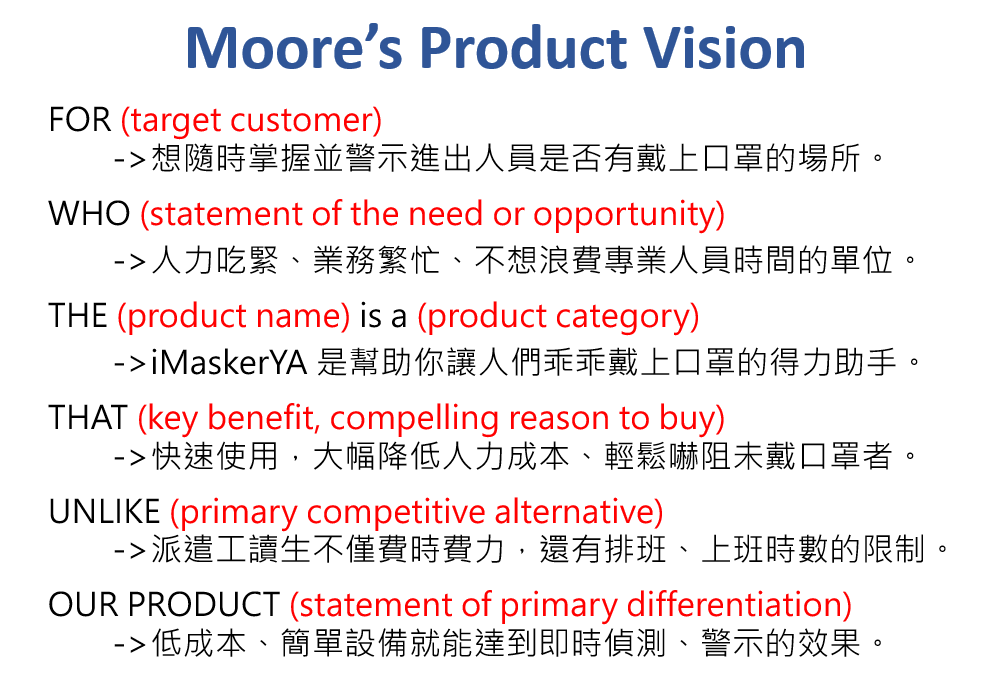 Moore’s Product Vision
FOR (target customer)
->想隨時掌握並警示進出人員是否有戴上口罩的場所。
WHO (statement of the need or opportunity)
->人力吃緊、業務繁忙、不想浪費專業人員時間的單位。
THE (product name) is a (product category)
->iMaskerYA 是幫助你讓人們乖乖戴上口罩的得力助手。
THAT (key benefit, compelling reason to buy)
->快速使用，大幅降低人力成本、輕鬆嚇阻未戴口罩者。
UNLIKE (primary competitive alternative)
->派遣工讀生不僅費時費力，還有排班、上班時數的限制。
OUR PRODUCT (statement of primary differentiation)
->低成本、簡單設備就能達到即時偵測、警示的效果。